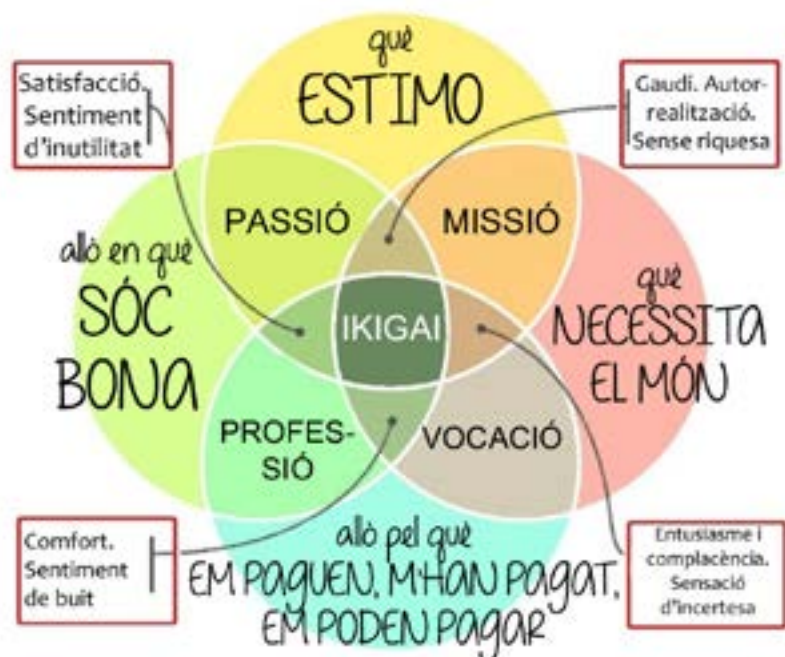 què
ESTIMO
Satisfacció.
Sentiment
d'inutilitat
Gaudi. Autor-
realització.
Sense riquesa
PASSIÓ
MISSIÓ
allò en què
SÓC
BONA
IKIGAI
què
NECESSITA
EL MÓN
PROFES-
SIÓ
VOCACIÓ
allò pel què
EM PAGUEN, M'HAN PAGAT,
EM PODEN PAGAR
Comfort.
Sentiment
de buit
Entusiasme i
complacència.
Sensació
d'incertesa